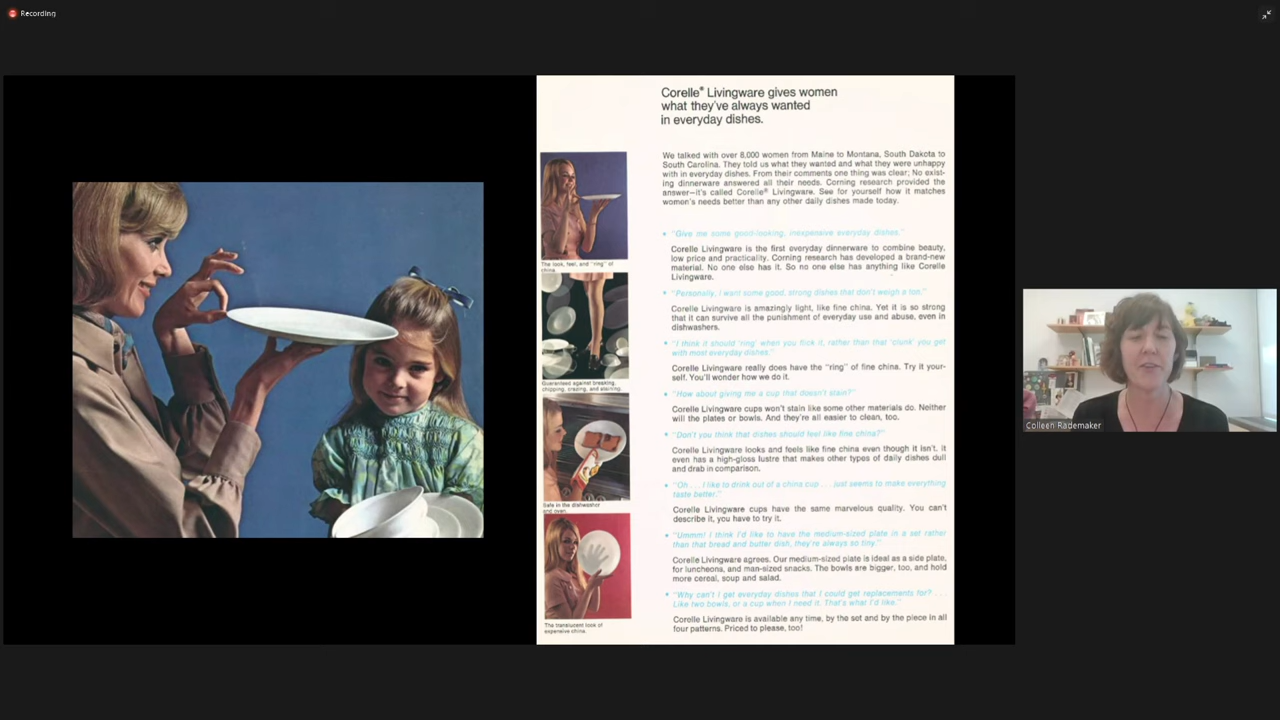 Recording
Corelle® Livingware gives women
what they've always wanted
in everyday dishes.
We talked with over 8,000 women from Maine to Montana, South Dakota to
South Carolina. They told us what they wanted and what they were unhappy
with in everyday dishes. From their comments one thing was clear; No exist-
ing dinnerware answered all their needs. Corning research provided the
answer—it's called Corelle® Livingware. See for yourself how it matches
women's needs better than any other daily dishes made today.
• "Give me some good-looking, inexpensive everyday dishes."
Corelle Livingware is the first everyday dinnerware to combine beauty,
low price and practicality. Corning research has developed a brand-new
material. No one else has it. So no one else has anything like Corelle
Livingware.
• "Personally, I want some good, strong dishes that don't weigh a ton."
Corelle Livingware is amazingly light, like fine china. Yet it is so strong
that it can survive all the punishment of everyday use and abuse, even in
dishwashers.
• "I think it should 'ring' when you flick it, rather than that 'clunk' you get
with most everyday dishes."
Corelle Livingware really does have the "ring" of fine china. Try it your-
self. You'll wonder how we do it.
• "How about giving me a cup that doesn't stain?"
Corelle Livingware cups won't stain like some other materials do. Neither
will the plates or bowls. And they're all easier to clean, too.
• "Don't you think that dishes should feel like fine china?"
Corelle Livingware looks and feels like fine china even though it isn't. it
even has a high-gloss lustre that makes other types of daily dishes dull
and drab in comparison.
• "Oh . . . I like to drink out of a china cup . . . just seems to make everything
taste better."
Corelle Livingware cups have the same marvelous quality. You can't
describe it, you have to try it.
• "Ummm! I think I'd like to have the medium-sized plate in a set rather
than that bread and butter dish, they're always so tiny."
Corelle Livingware agrees. Our medium-sized plate is ideal as a side plate,
for luncheons, and man-sized snacks. The bowls are bigger, too, and hold
more cereal, soup and salad.
• "Why can't I get everyday dishes that I could get replacements for? . . .
Like two bowls, or a cup when I need it. That's what I'd like."
Corelle Livingware is available any time, by the set and by the piece in all
four patterns. Priced to please, too!
The look, feel, and "ring" of
china.
Guaranteed against breaking,
chipping, crazing, and staining.
Safe in the dishwasher
and oven.
The translucent look of
expensive china.
Colleen Rademaker